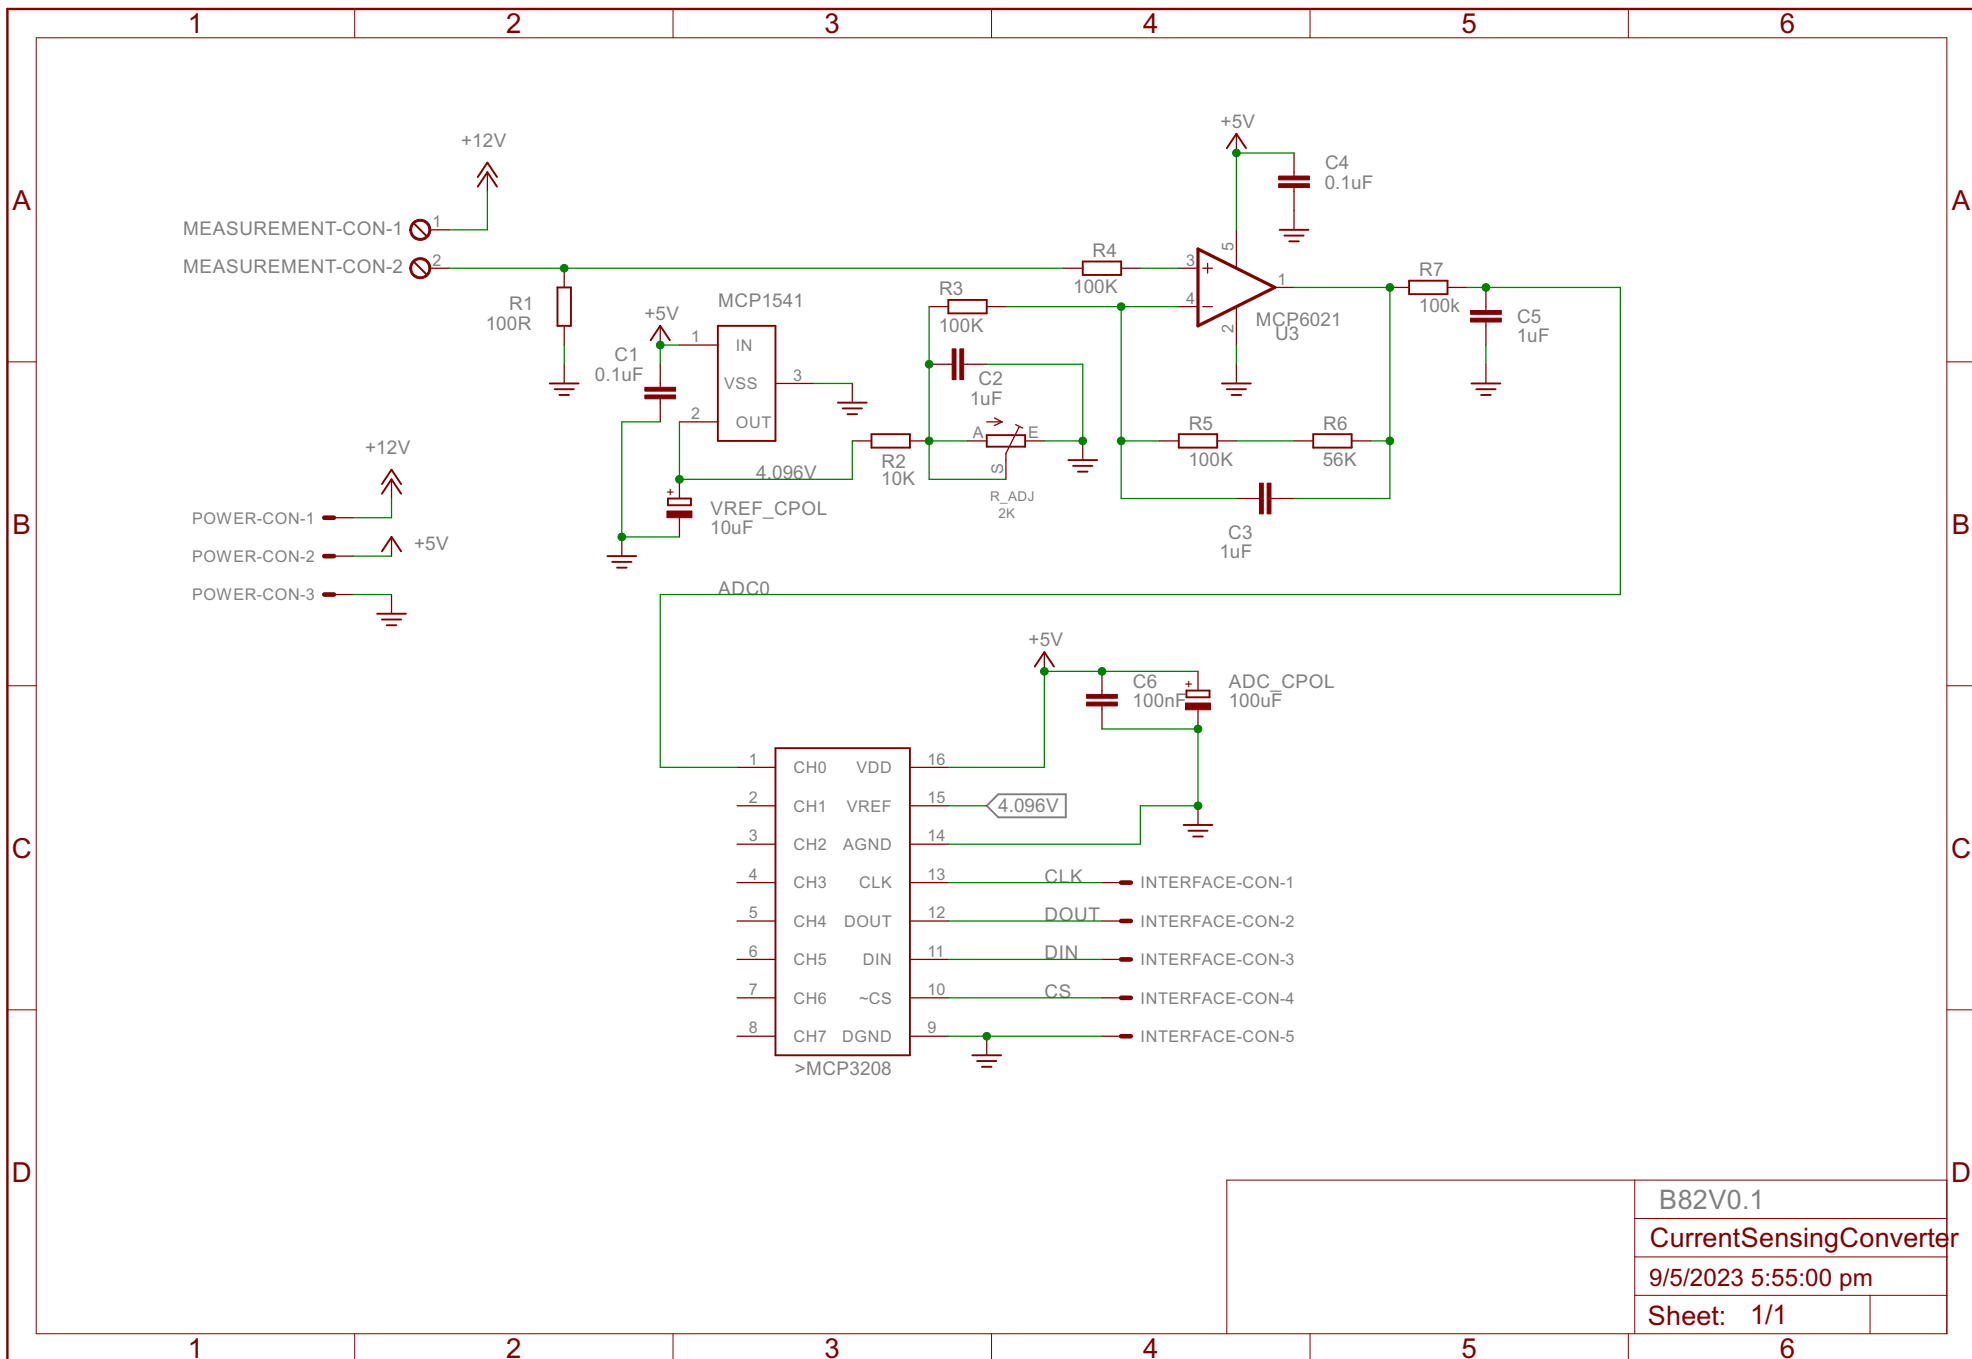 1 2 3 4 5 6
A A
+12V
+5V
C4
0.1uF
MEASUREMENT-CON-1 1
MEASUREMENT-CON-2 2
R1
100R
MCP1541
+5V
C1
0.1uF
1 IN
VSS 3
2 OUT
4.096V
VREF_CPOL
10uF
+
R2
10K
R3
100K
C2
1uF
A E
S
R_ADJ
2K
R4
100K
3 +
4 −
5
2
1
MCP6021
U3
R5
100K
R6
56K
C3
1uF
R7
100k
C5
1uF
B B
+12V
POWER-CON-1
POWER-CON-2 +5V
POWER-CON-3
ADC0
+5V
C6
100nF
+
ADC_CPOL
100uF
C C
1 CH0 VDD 16
2 CH1 VREF 15 4.096V
3 CH2 AGND 14
4 CH3 CLK 13 CLK INTERFACE-CON-1
5 CH4 DOUT 12 DOUT INTERFACE-CON-2
6 CH5 DIN 11 DIN INTERFACE-CON-3
7 CH6 ~CS 10 CS INTERFACE-CON-4
8 CH7 DGND 9 INTERFACE-CON-5
>MCP3208
D D
B82V0.1
CurrentSensingConverter
9/5/2023 5:55:00 pm
Sheet: 1/1
1 2 3 4 5 6